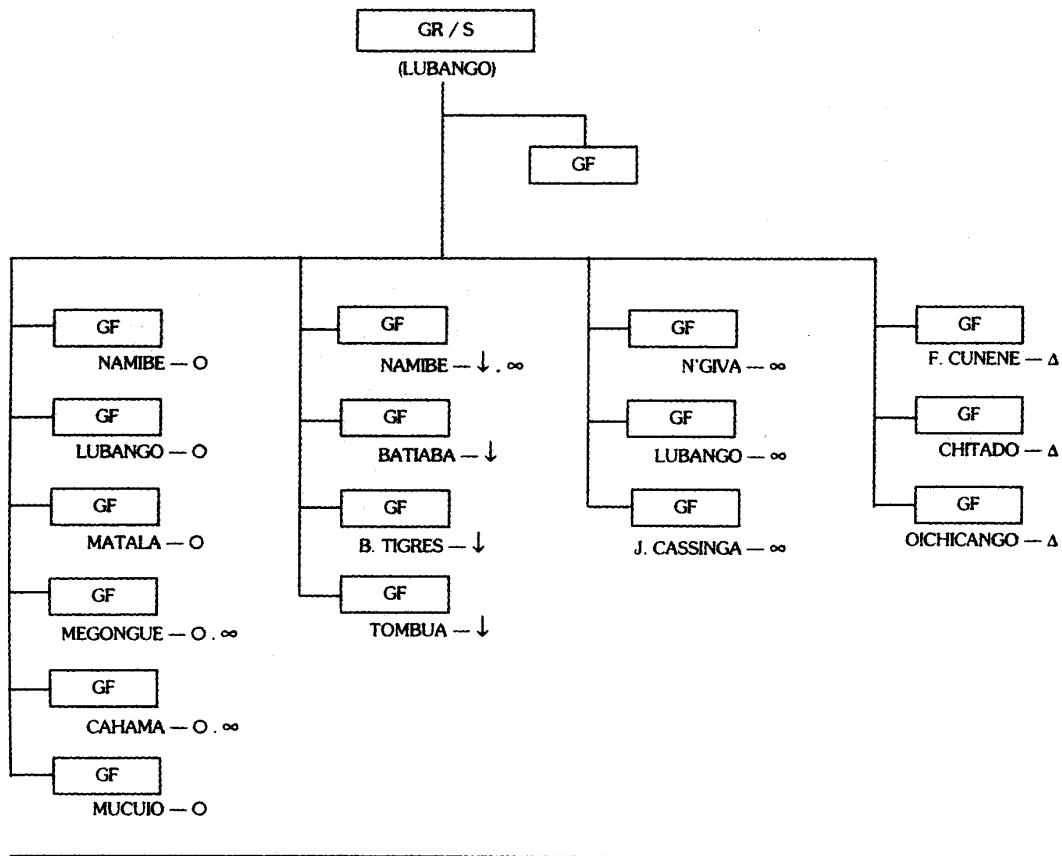 GR / S
(LUBANGO)
GF
GF
NAMIBE — O
GF
LUBANGO — O
GF
MATALA — O
GF
MEGONGUE — O . ∞
GF
CAHAMA — O . ∞
GF
MUCUIO — O
GF
NAMIBE — ↓ . ∞
GF
BATIABA — ↓
GF
B. TIGRES — ↓
GF
TOMBUA — ↓
GF
N'GIVA — ∞
GF
LUBANGO — ∞
GF
J. CASSINGA — ∞
GF
F. CUNENE — Δ
GF
CHITADO — Δ
GF
OICHICANGO — Δ